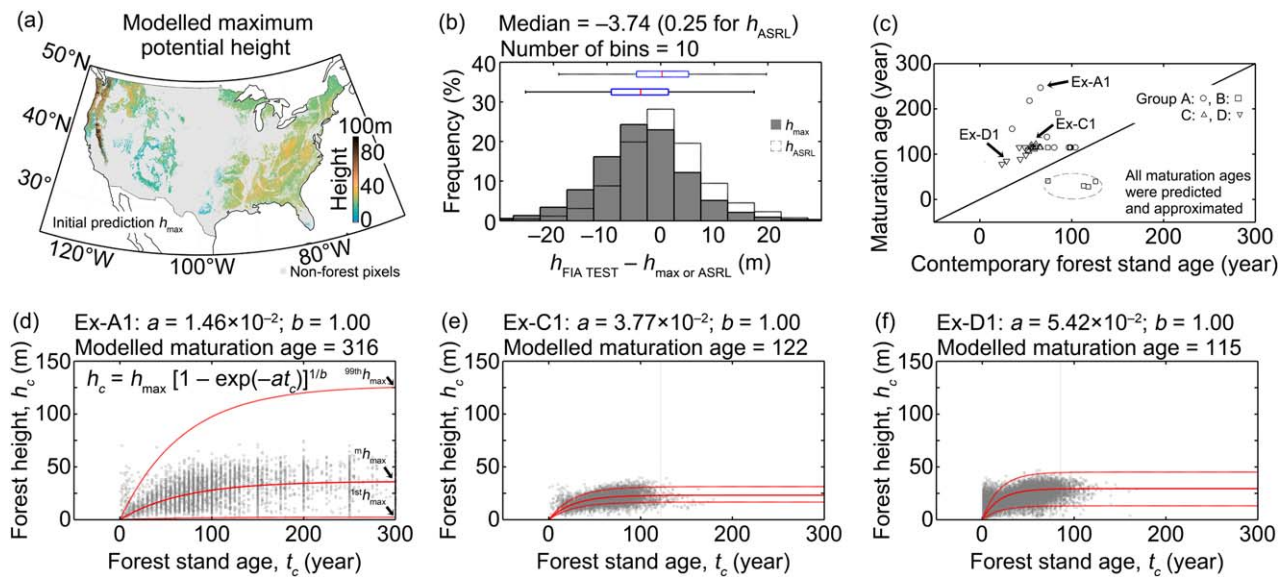 (a)
Modelled maximum
potential height
50°N
40°N
30°
120°W
100°W
80°W
100m
80
40
0
Height
Initial prediction hmax
Non-forest pixels
(b)
Median = –3.74 (0.25 for hASRL)
Number of bins = 10
Frequency (%)
40
30
20
10
0
hmax
hASRL
–20 –10 0 10 20
hFIA TEST – hmax or ASRL (m)
(c)
Maturation age (year)
300
200
100
0
Ex-A1
Ex-C1
Ex-D1
Group A: ○, B: □
C: △, D: ▽
All maturation ages
were predicted
and approximated
0 100 200 300
Contemporary forest stand age (year)
(d)
Ex-A1: a = 1.46×10⁻²; b = 1.00
Modelled maturation age = 316
Forest height, hc (m)
150
100
50
0
hc = hmax [1 – exp(–atc)]^1/b
99thhmax
mhmax
1sthmax
0 100 200 300
Forest stand age, tc (year)
(e)
Ex-C1: a = 3.77×10⁻²; b = 1.00
Modelled maturation age = 122
Forest height, hc (m)
150
100
50
0
0 100 200 300
Forest stand age, tc (year)
(f)
Ex-D1: a = 5.42×10⁻²; b = 1.00
Modelled maturation age = 115
Forest height, hc (m)
150
100
50
0
0 100 200 300
Forest stand age, tc (year)